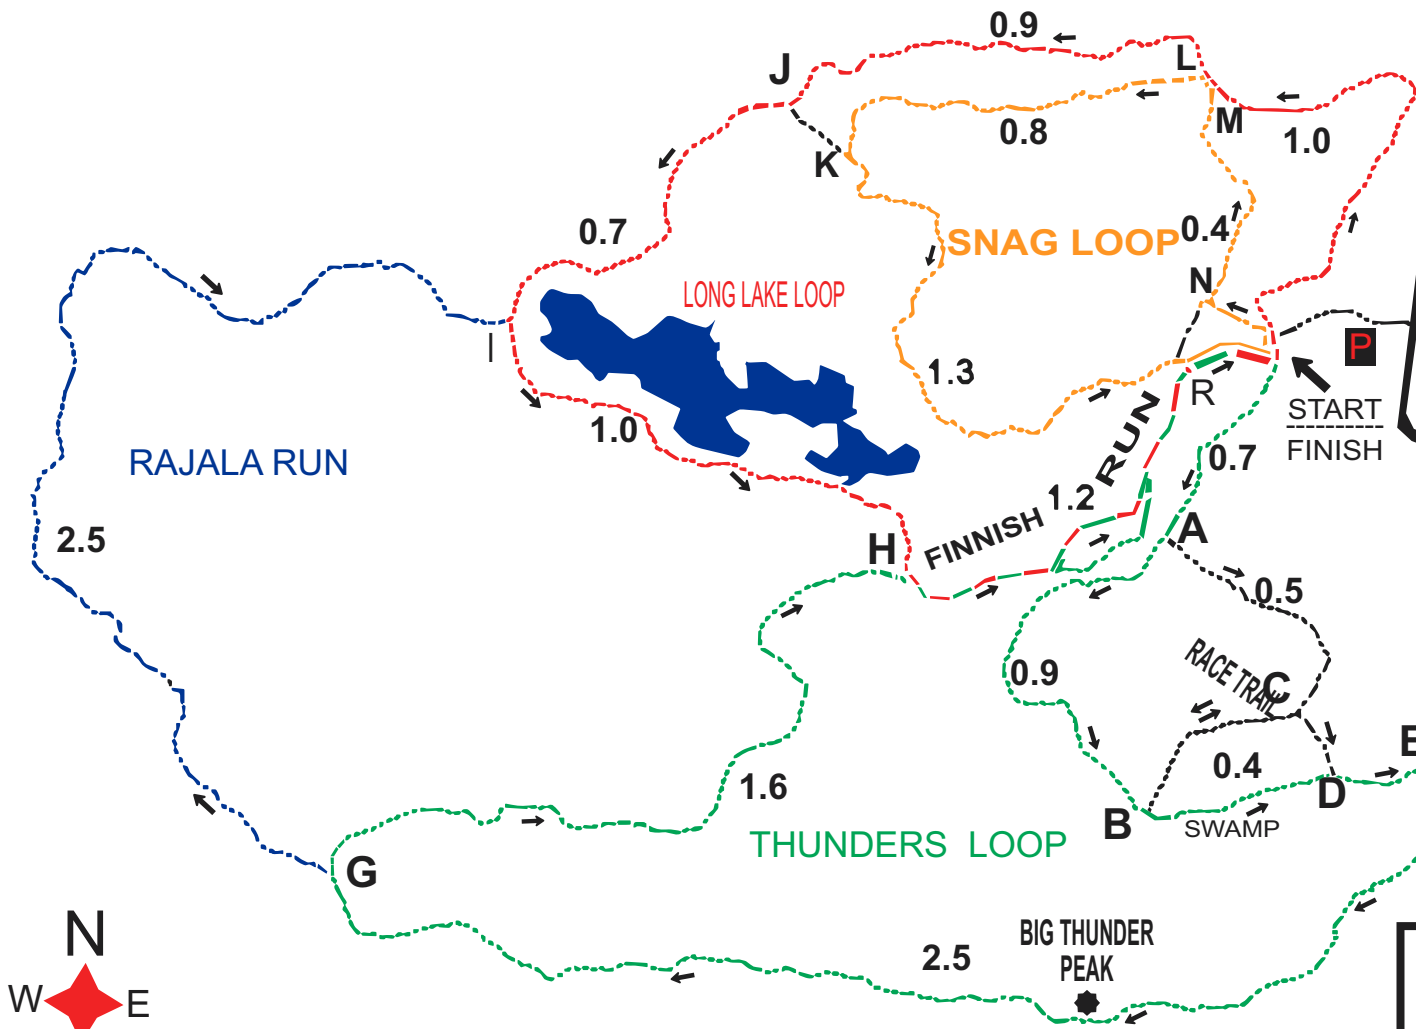 0.9
J
L
K
0.8
M
1.0
0.7
SNAG LOOP
0.4
N
LONG LAKE LOOP
I
P
1.3
R
START
FINISH
1.0
RAJALA RUN
0.7
2.5
H
FINNISH RUN
1.2
A
0.5
RACE TRAIL
C
0.9
1.6
0.4
E
D
B
SWAMP
THUNDERS LOOP
G
N
W E
2.5
BIG THUNDER
PEAK